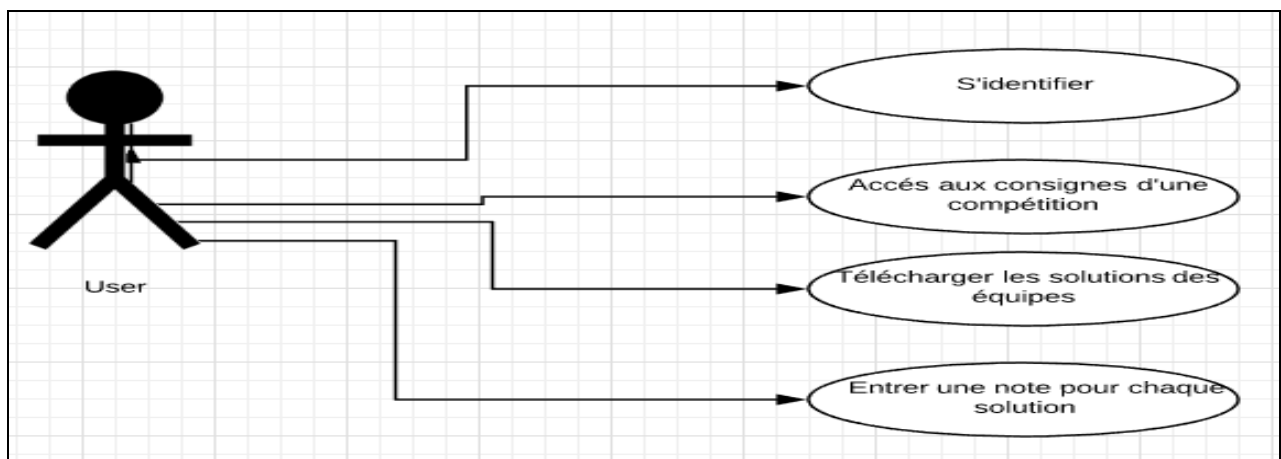 S'identifier
Accés aux consignes d'une
compétition
Télécharger les solutions des
équipes
User
Entrer une note pour chaque
solution